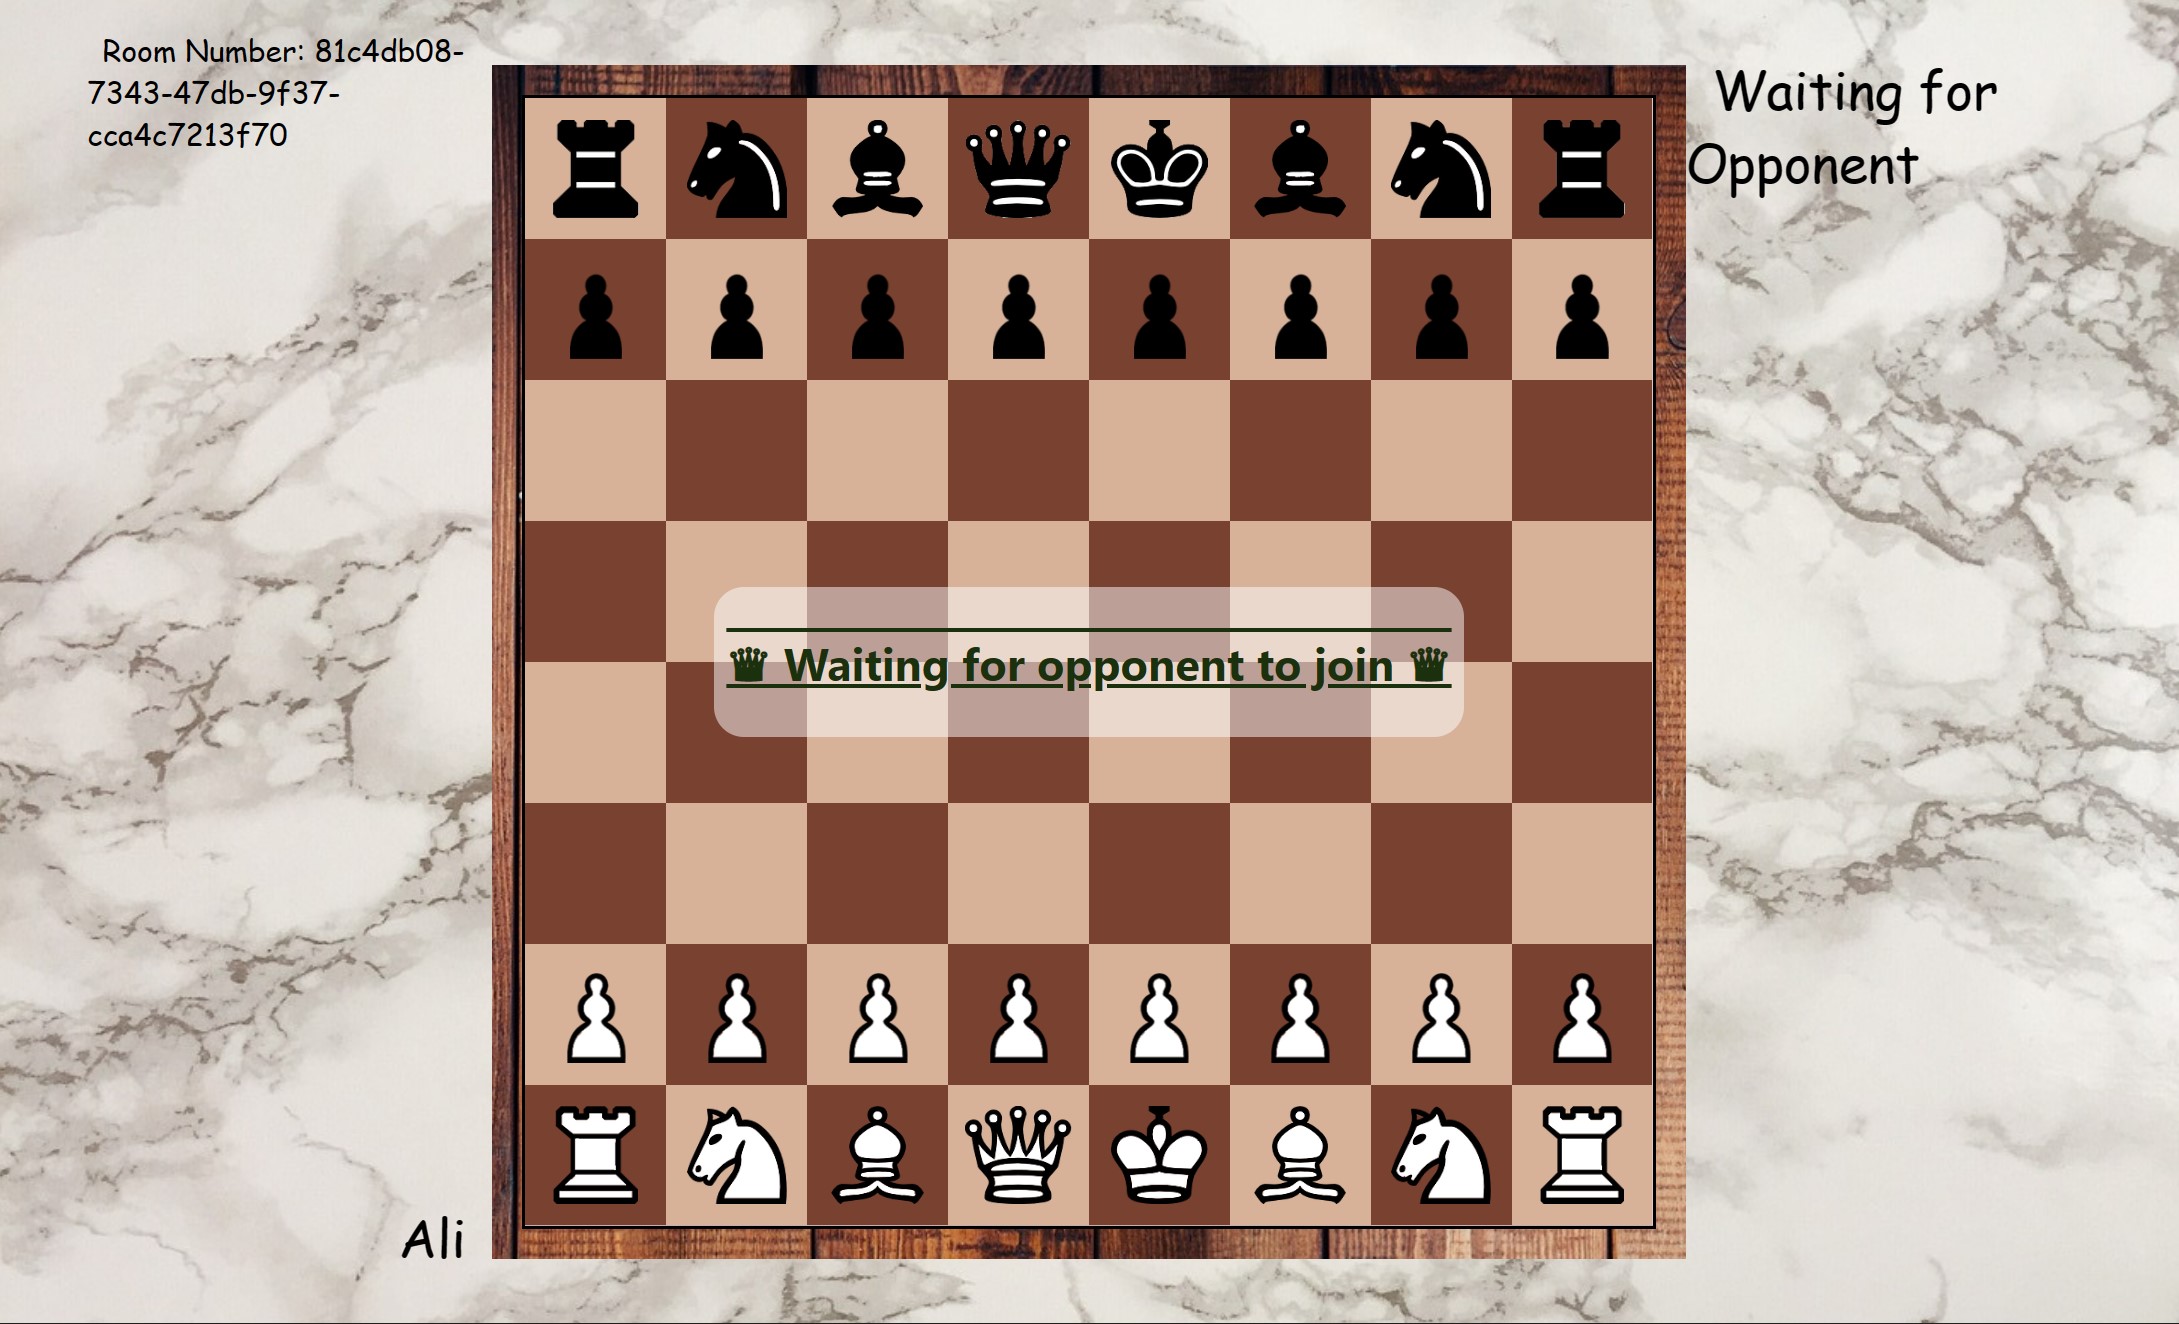 Room Number: 81c4db08-
7343-47db-9f37-
cca4c7213f70
Waiting for
Opponent
♛ Waiting for opponent to join ♛
Ali